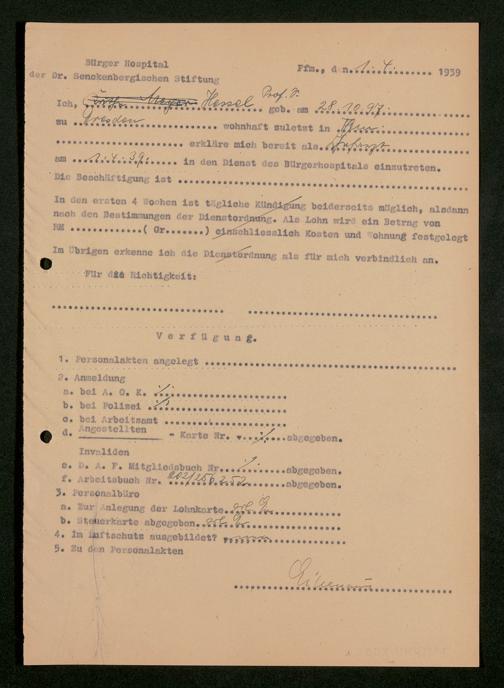 Bürger Hospital
der Dr. Senckenbergischen Stiftung
Ffm., den 1. 4. 1939
Ich, Hessel Prof. F. geb. am 28.10.97.
zu Dresden wohnhaft zuletzt in
erkläre mich bereit als
am 1. 4. 39. in den Dienst des Bürgerhospitals einzutreten.
Die Beschäftigung ist
In den ersten 4 Wochen ist tägliche Kündigung beiderseits möglich, alsdann
nach den Bestimmungen der Dienstordnung. Als Lohn wird ein Betrag von
RM (Gr.) einschliesslich Kosten und Wohnung festgelegt
Im Übrigen erkenne ich die Dienstordnung als für mich verbindlich an.
Für die Richtigkeit:
Verfügung.
1. Personalakten angelegt
2. Anmeldung
a. bei A. O. K. ./.
b. bei Polizei ./.
c. bei Arbeitsamt
d. Angestellten - Karte Nr. ./. abgegeben.
Invaliden
e. D. A. F. Mitgliedsbuch Nr. ./. abgegeben.
f. Arbeitsbuch Nr. 202/256 252 abgegeben.
3. Personalbüro
a. Zur Anlegung der Lohnkarte
b. Steuerkarte abgegeben
4. Im Luftschutz ausgebildet?
5. Zu den Personalakten